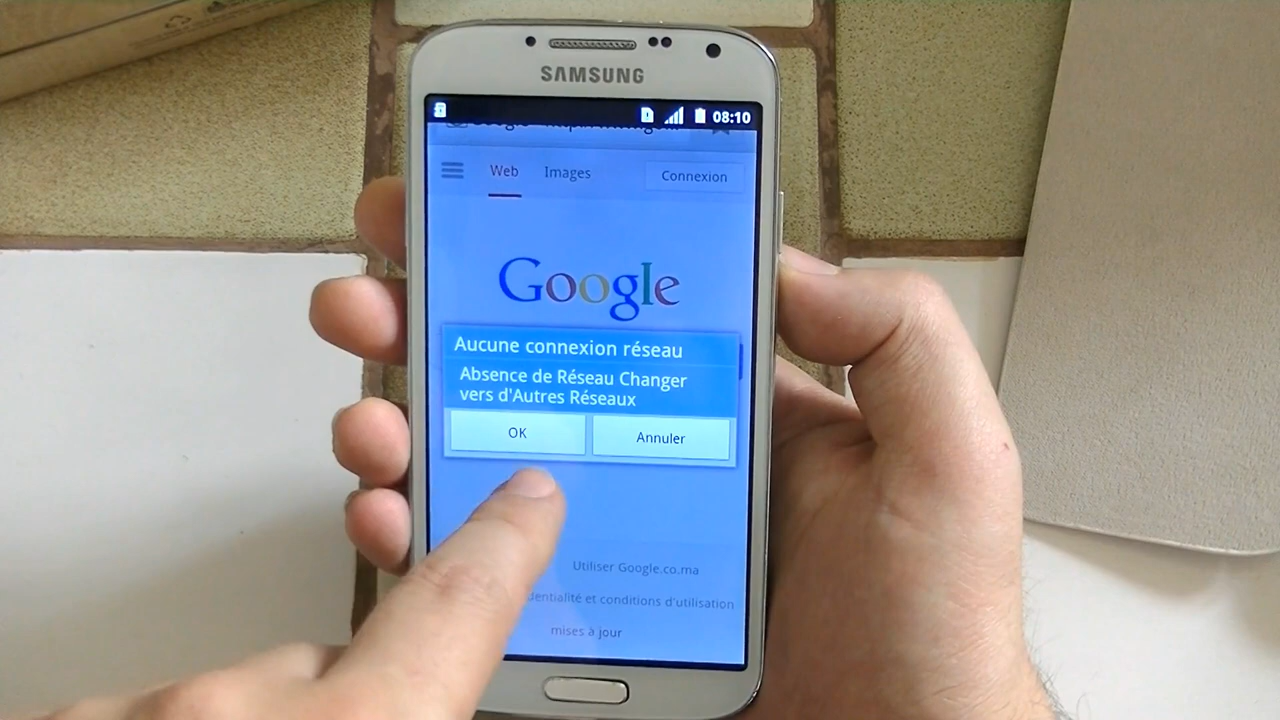 SAMSUNG
08:10
Web Images Connexion
Google
Aucune connexion réseau
Absence de Réseau Changer
vers d'Autres Réseaux
OK Annuler
Utiliser Google.co.ma
et conditions d'utilisation
mises à jour